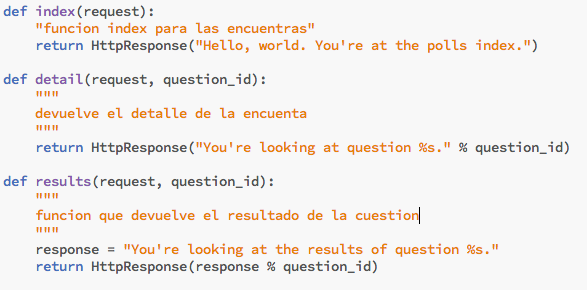 def index(request):
    "funcion index para las encuentras"
    return HttpResponse("Hello, world. You're at the polls index.")
def detail(request, question_id):
    """
    devuelve el detalle de la encuenta
    """
    return HttpResponse("You're looking at question %s." % question_id)
def results(request, question_id):
    """
    funcion que devuelve el resultado de la cuestion
    """
    response = "You're looking at the results of question %s."
    return HttpResponse(response % question_id)